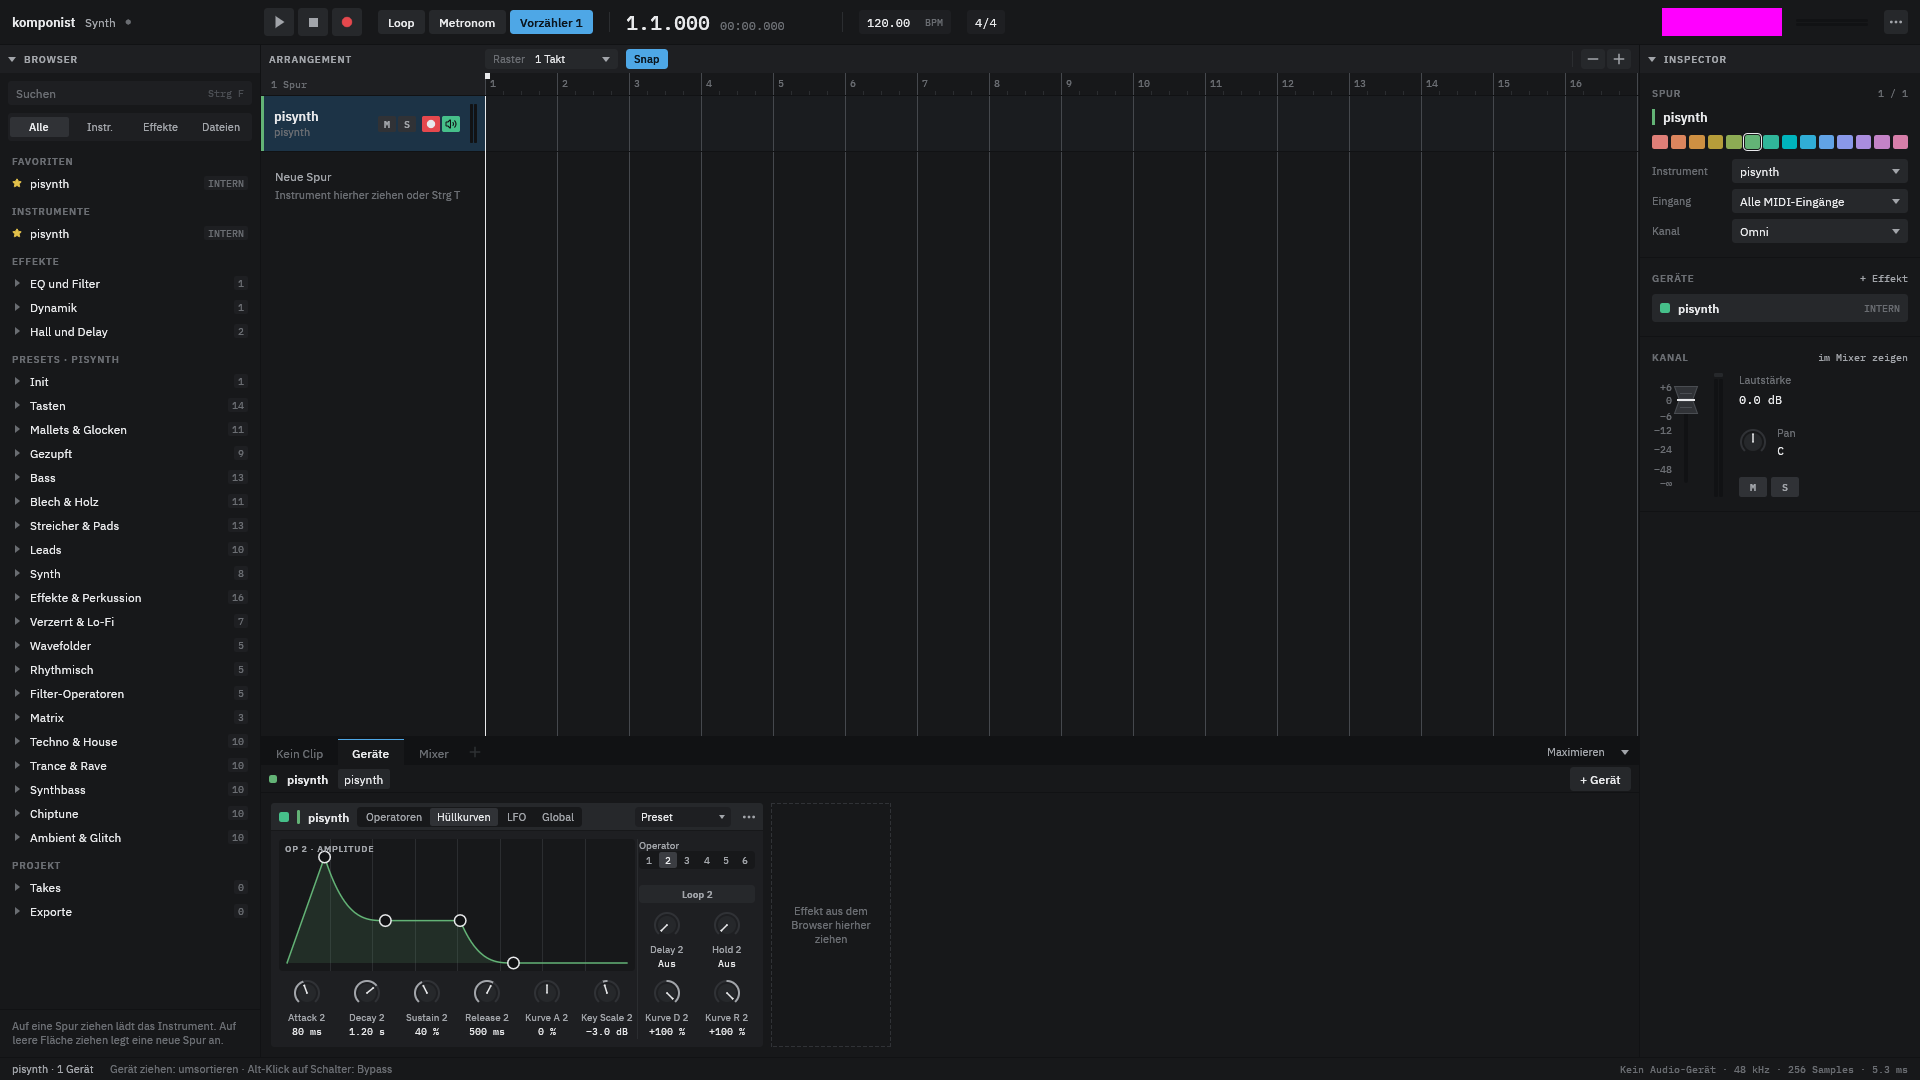 komponist Synth
Loop Metronom Vorzähler 1
1.1.000 00:00.000
120.00 BPM 4/4
BROWSER
Suchen Strg F
Alle Instr. Effekte Dateien
FAVORITEN
pisynth INTERN
INSTRUMENTE
pisynth INTERN
EFFEKTE
EQ und Filter 1
Dynamik 1
Hall und Delay 2
PRESETS · PISYNTH
Init 1
Tasten 14
Mallets & Glocken 11
Gezupft 9
Bass 13
Blech & Holz 11
Streicher & Pads 13
Leads 10
Synth 8
Effekte & Perkussion 16
Verzerrt & Lo-Fi 7
Wavefolder 5
Rhythmisch 5
Filter-Operatoren 5
Matrix 3
Techno & House 10
Trance & Rave 10
Synthbass 10
Chiptune 10
Ambient & Glitch 10
PROJEKT
Takes 0
Exporte 0
Auf eine Spur ziehen lädt das Instrument. Auf
leere Fläche ziehen legt eine neue Spur an.
ARRANGEMENT
Raster 1 Takt Snap
1 Spur
1 2 3 4 5 6 7 8 9 10 11 12 13 14 15 16
pisynth
pisynth
M S
Neue Spur
Instrument hierher ziehen oder Strg T
Kein Clip Geräte Mixer +
Maximieren
pisynth pisynth
+ Gerät
pisynth Operatoren Hüllkurven LFO Global Preset
OP 2 · AMPLITUDE
Operator
1 2 3 4 5 6
Loop 2
Delay 2 Hold 2
Aus Aus
Attack 2 Decay 2 Sustain 2 Release 2 Kurve A 2 Key Scale 2 Kurve D 2 Kurve R 2
80 ms 1.20 s 40 % 500 ms 0 % −3.0 dB +100 % +100 %
Effekt aus dem
Browser hierher
ziehen
INSPECTOR
SPUR 1 / 1
pisynth
Instrument pisynth
Eingang Alle MIDI-Eingänge
Kanal Omni
GERÄTE + Effekt
pisynth INTERN
KANAL im Mixer zeigen
+6
0
−6
−12
−24
−48
−∞
Lautstärke
0.0 dB
Pan
C
M S
pisynth · 1 Gerät Gerät ziehen: umsortieren · Alt-Klick auf Schalter: Bypass
Kein Audio-Gerät · 48 kHz · 256 Samples · 5.3 ms